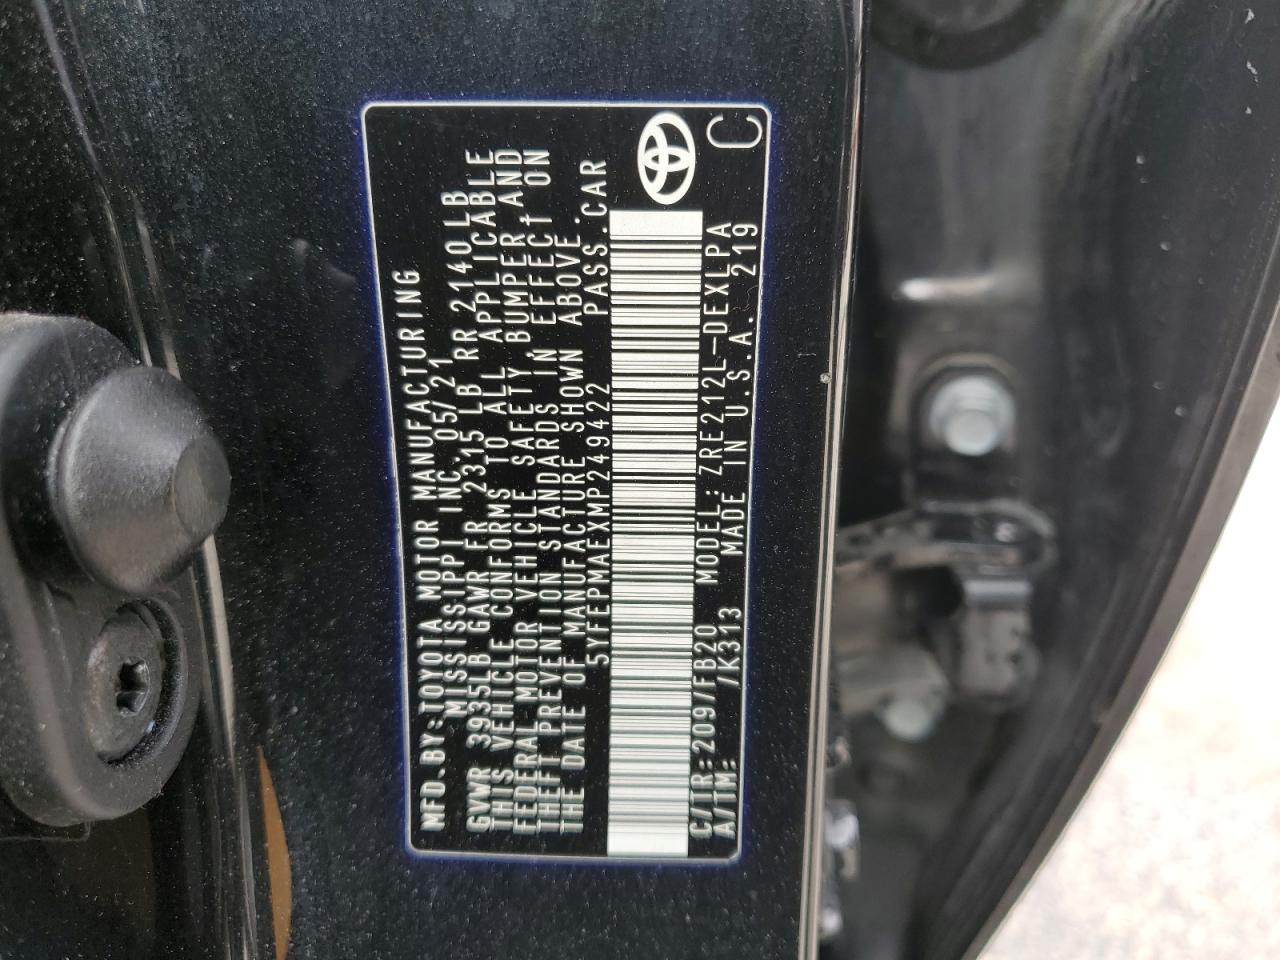 MFD.BY:TOYOTA MOTOR MANUFACTURING
MISSISSIPPI INC. 05/21
GVWR 3935LB GAWR FR 2315 LB RR 2140LB
THIS VEHICLE CONFORMS TO ALL APPLICABLE
FEDERAL MOTOR VEHICLE SAFETY, BUMPER, AND
THEFT PREVENTION STANDARDS IN EFFECT ON
THE DATE OF MANUFACTURE SHOWN ABOVE.
5YFEPMAEXMP249422 PASS.CAR
C/TR:209/FB20 MODEL:ZRE212L-DEXLPA
A/TM: /K313 MADE IN U.S.A. 219
C